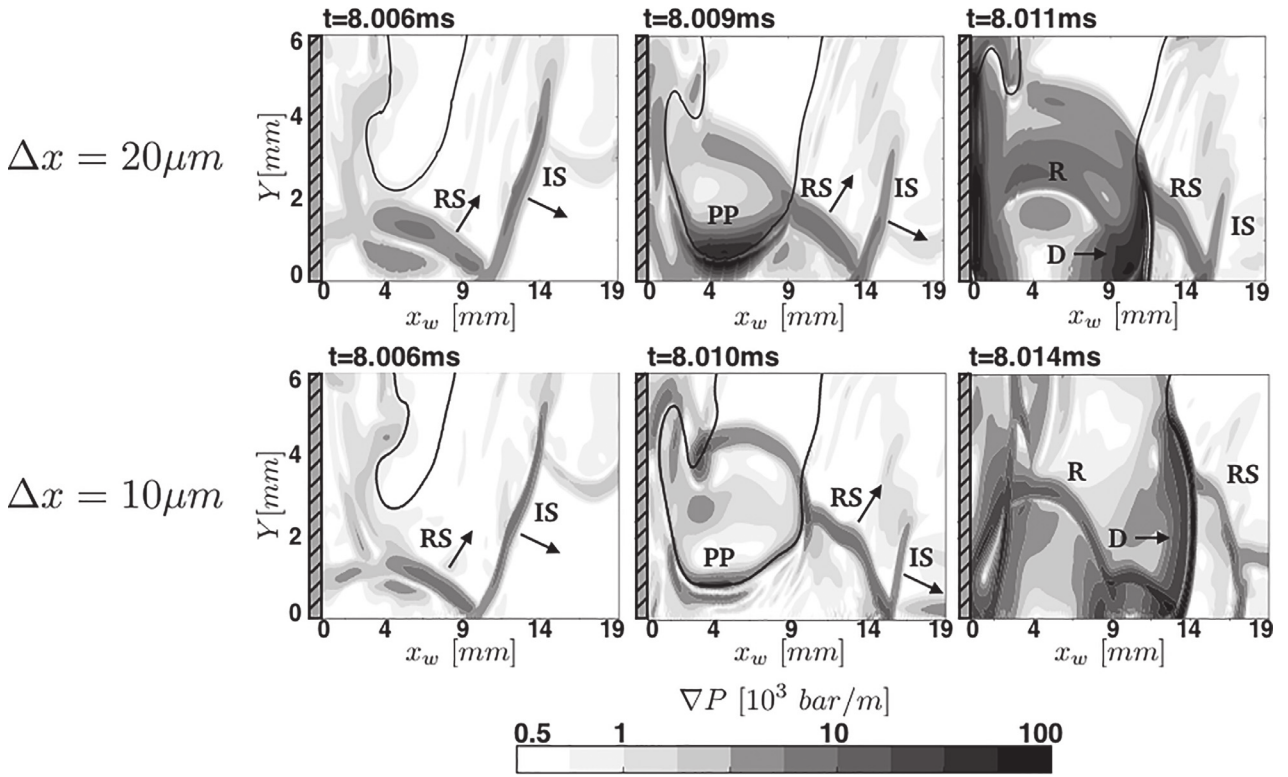 t=8.006ms t=8.009ms t=8.011ms
Δx = 20μm
Y[mm]
6
4
2
0
RS IS
PP RS IS
R D RS IS
0 4 9 14 19 0 4 9 14 19 0 4 9 14 19
x_w [mm] x_w [mm] x_w [mm]
t=8.006ms t=8.010ms t=8.014ms
Δx = 10μm
Y[mm]
6
4
2
0
RS IS
PP RS IS
R D RS
0 4 9 14 19 0 4 9 14 19 0 4 9 14 19
x_w [mm] x_w [mm] x_w [mm]
∇P [10³ bar/m]
0.5 1 10 100